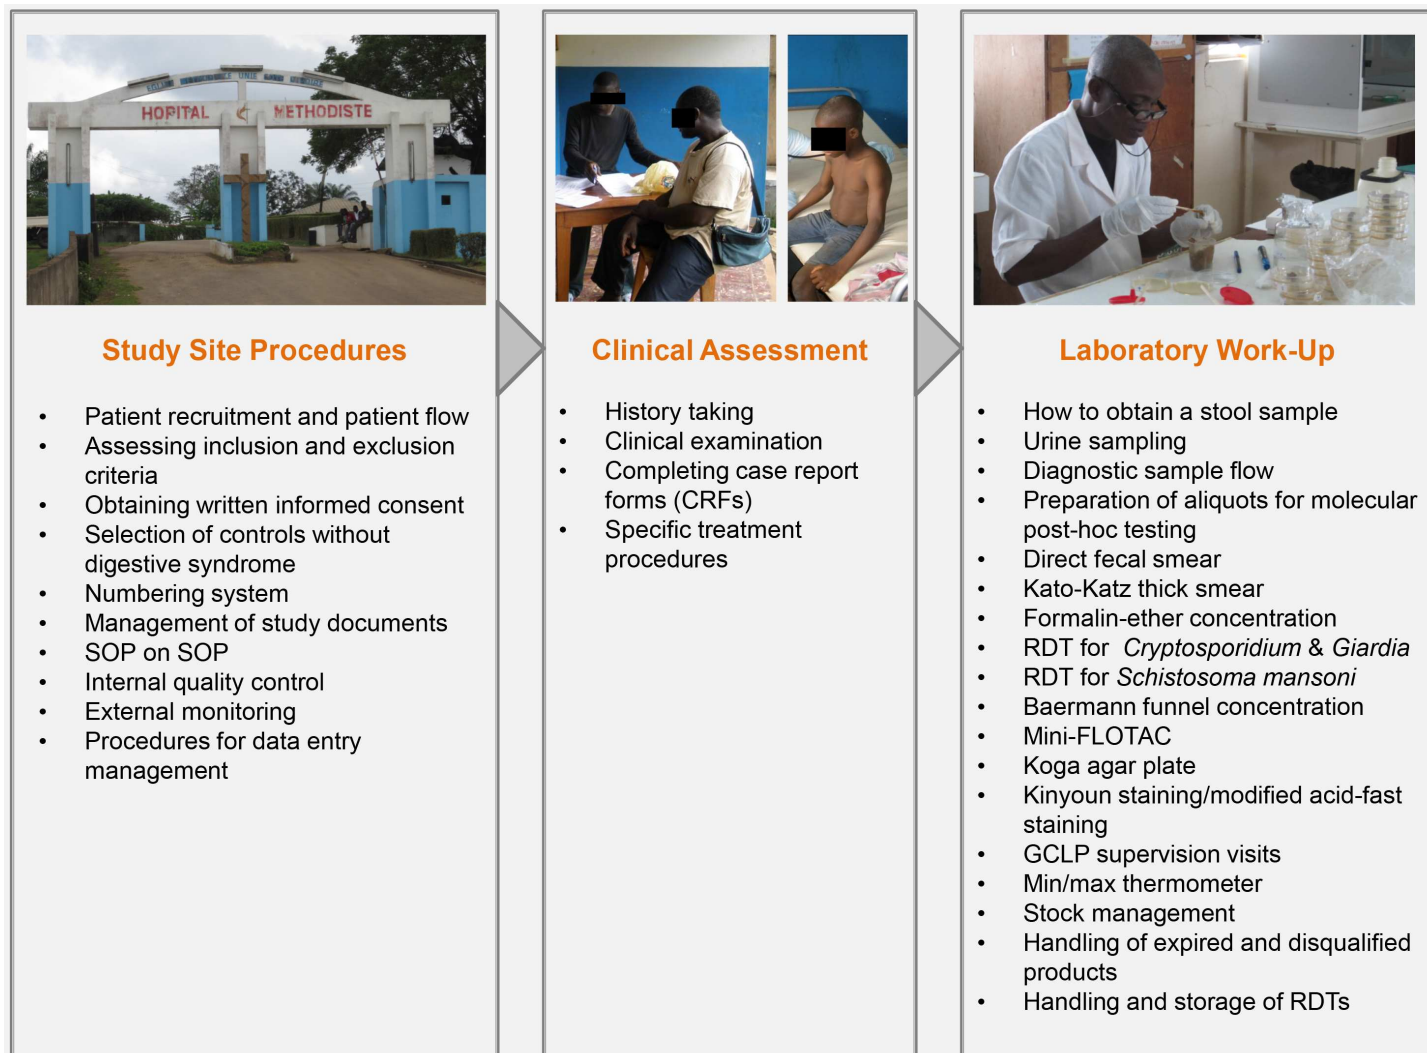 HOPITAL METHODISTE
Study Site Procedures
• Patient recruitment and patient flow
• Assessing inclusion and exclusion
criteria
• Obtaining written informed consent
• Selection of controls without
digestive syndrome
• Numbering system
• Management of study documents
• SOP on SOP
• Internal quality control
• External monitoring
• Procedures for data entry
management
Clinical Assessment
• History taking
• Clinical examination
• Completing case report
forms (CRFs)
• Specific treatment
procedures
Laboratory Work-Up
• How to obtain a stool sample
• Urine sampling
• Diagnostic sample flow
• Preparation of aliquots for molecular
post-hoc testing
• Direct fecal smear
• Kato-Katz thick smear
• Formalin-ether concentration
• RDT for Cryptosporidium & Giardia
• RDT for Schistosoma mansoni
• Baermann funnel concentration
• Mini-FLOTAC
• Koga agar plate
• Kinyoun staining/modified acid-fast
staining
• GCLP supervision visits
• Min/max thermometer
• Stock management
• Handling of expired and disqualified
products
• Handling and storage of RDTs